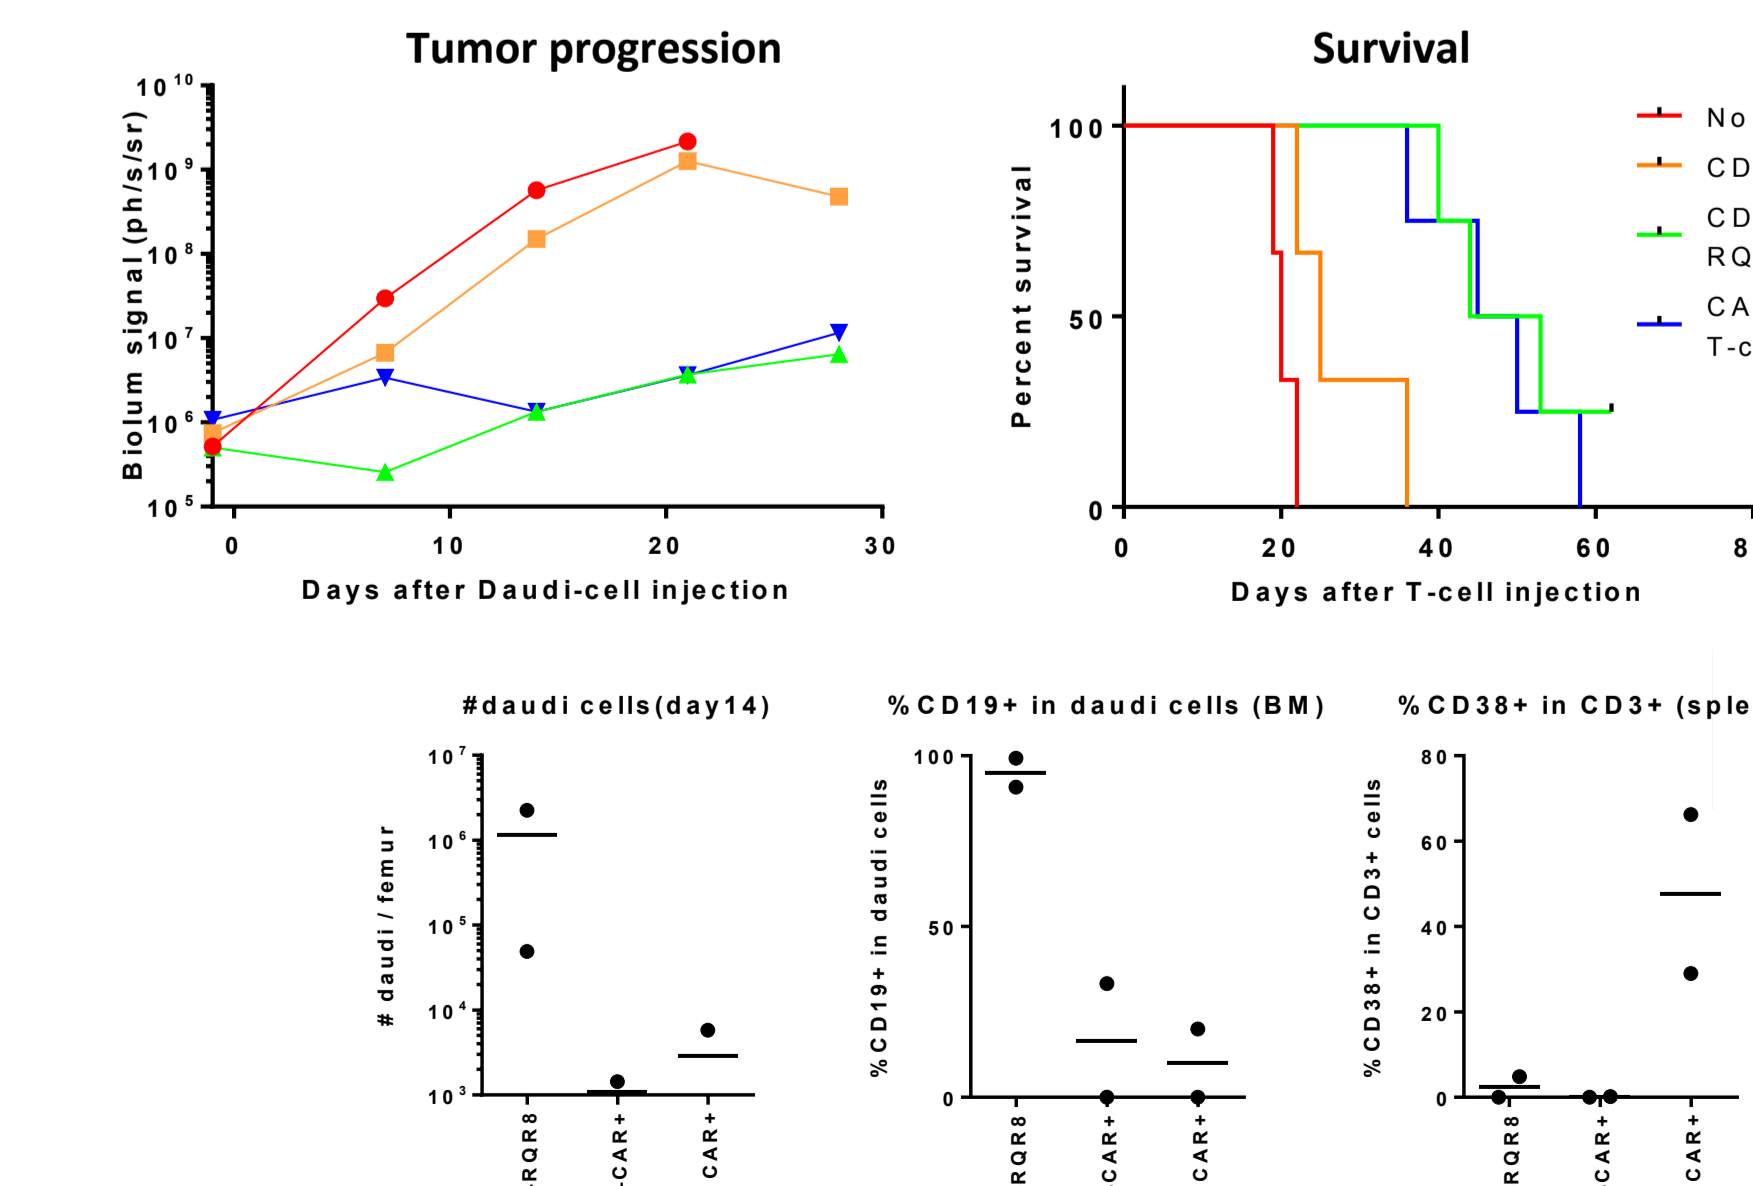 Tumor progression
Biolum signal (ph/s/sr)
10^10
10^9
10^8
10^7
10^6
10^5
0 10 20 30
Days after Daudi-cell injection
Survival
Percent survival
100
50
0
0 20 40 60 8
Days after T-cell injection
No
CD
CD
RQ
CA
T-c
#daudi cells(day14)
# daudi / femur
10^7
10^6
10^5
10^4
10^3
-RQR8
-CAR+
CAR+
%CD19+ in daudi cells (BM)
%CD19+ in daudi cells
100
50
0
RQR8
CAR+
CAR+
%CD38+ in CD3+ (sple
%CD38+ in CD3+ cells
80
60
40
20
0
RQR8
CAR+
CAR+